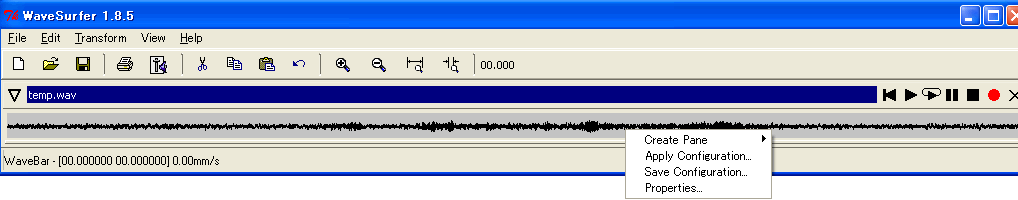 WaveSurfer 1.8.5
File Edit Transform View Help
00.000
temp.wav
Create Pane
Apply Configuration...
Save Configuration...
Properties...
WaveBar - [00.000000 00.000000] 0.00mm/s